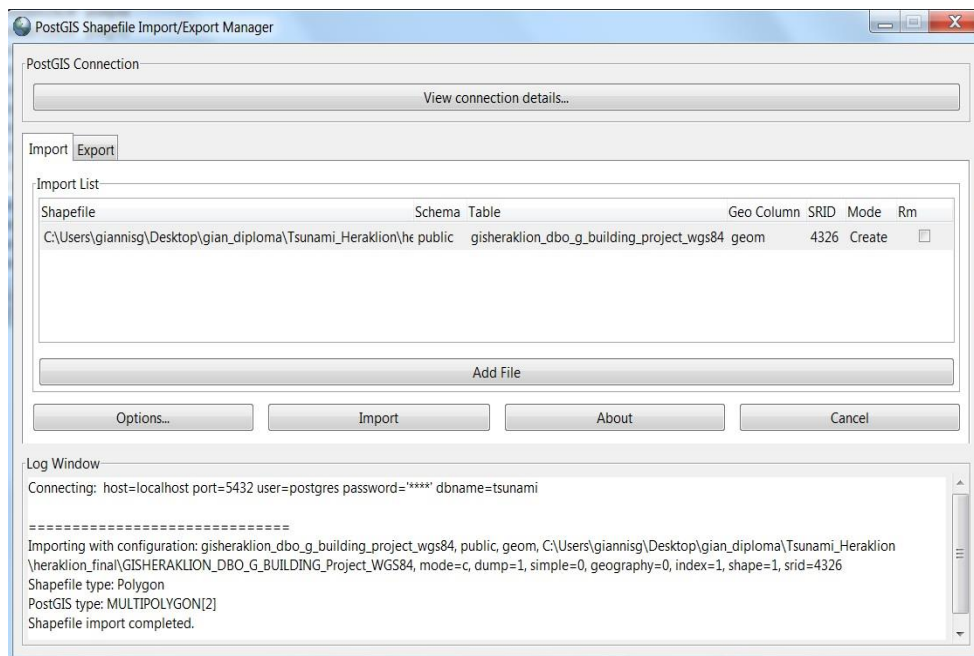 PostGIS Shapefile Import/Export Manager
PostGIS Connection
View connection details...
Import Export
Import List
Shapefile Schema Table Geo Column SRID Mode Rm
C:\Users\giannisg\Desktop\gian_diploma\Tsunami_Heraklion\he public gisheraklion_dbo_g_building_project_wgs84 geom 4326 Create
Add File
Options... Import About Cancel
Log Window
Connecting: host=localhost port=5432 user=postgres password='****' dbname=tsunami
==============================
Importing with configuration: gisheraklion_dbo_g_building_project_wgs84, public, geom, C:\Users\giannisg\Desktop\gian_diploma\Tsunami_Heraklion
\heraklion_final\GISHERAKLION_DBO_G_BUILDING_Project_WGS84, mode=c, dump=1, simple=0, geography=0, index=1, shape=1, srid=4326
Shapefile type: Polygon
PostGIS type: MULTIPOLYGON[2]
Shapefile import completed.